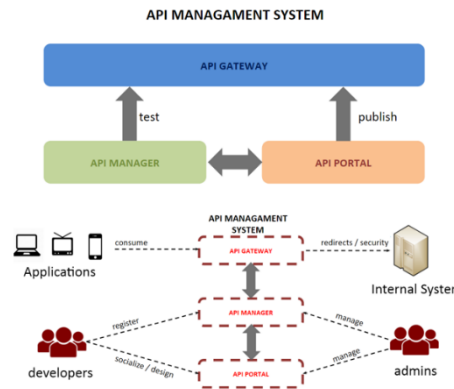 API MANAGAMENT SYSTEM
API GATEWAY
test
publish
API MANAGER
API PORTAL
API MANAGAMENT
SYSTEM
consume
API GATEWAY
redirects / security
Applications
Internal System
register
API MANAGER
manage
developers
socialize / design
API PORTAL
manage
admins